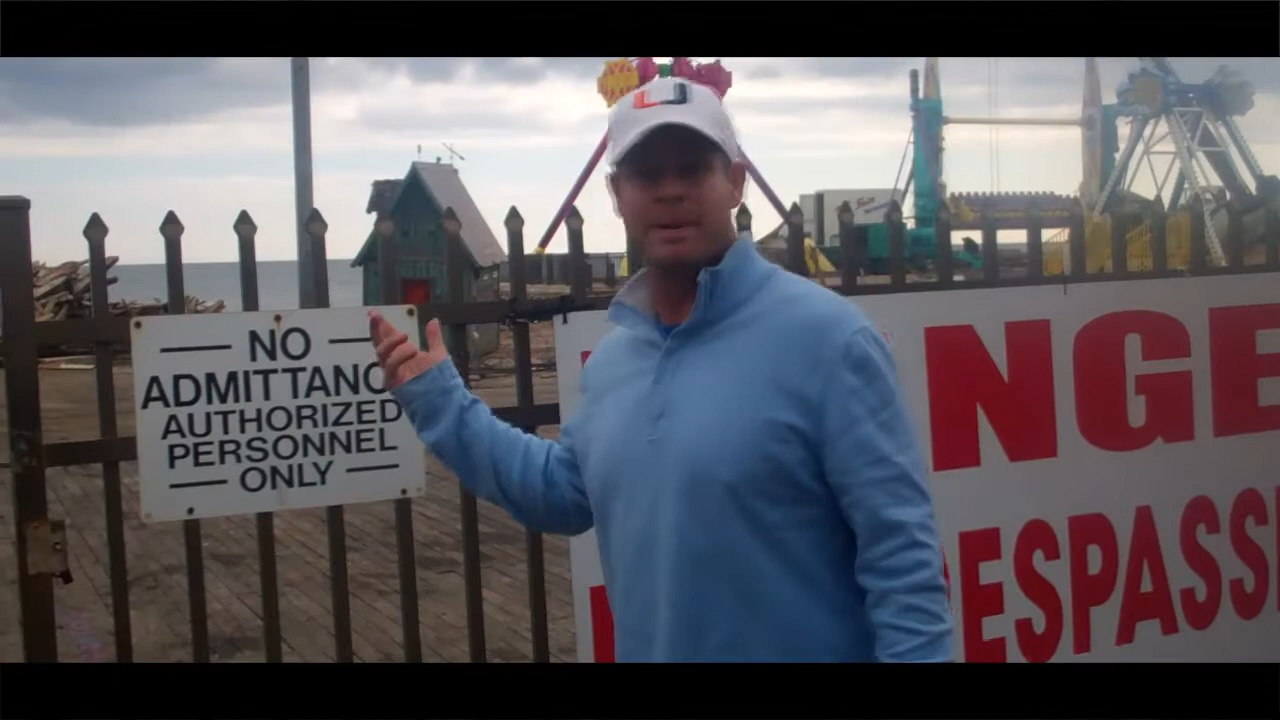 NO
ADMITTANC
AUTHORIZED
PERSONNEL
ONLY
NGE
ESPASS
U